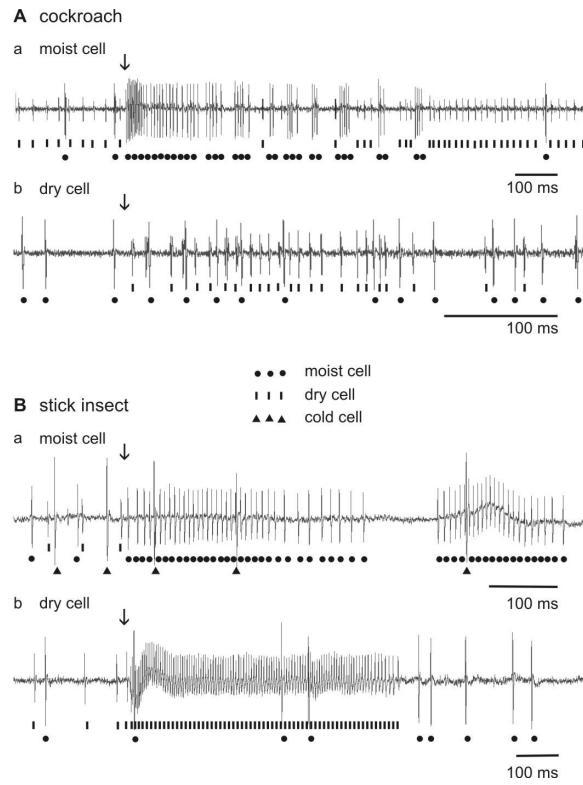 A cockroach
a moist cell
100 ms
b dry cell
100 ms
moist cell
dry cell
cold cell
B stick insect
a moist cell
100 ms
b dry cell
100 ms